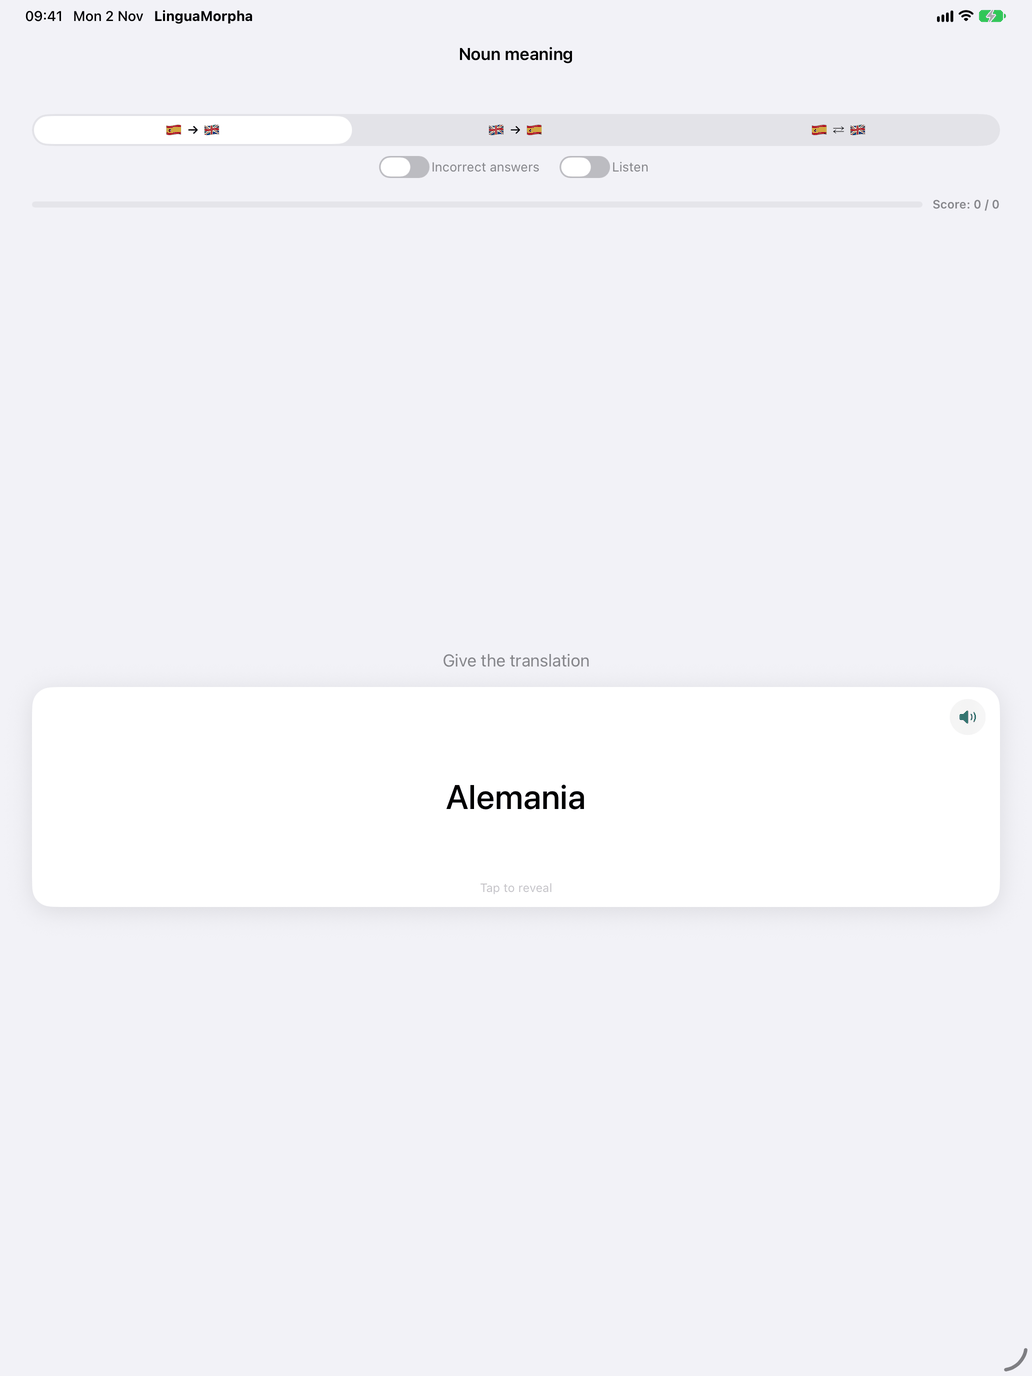 09:41 Mon 2 Nov LinguaMorpha
Noun meaning
🇪🇸 → 🇬🇧 🇬🇧 → 🇪🇸 🇪🇸 ⇄ 🇬🇧
Incorrect answers Listen
Score: 0 / 0
Give the translation
Alemania
Tap to reveal